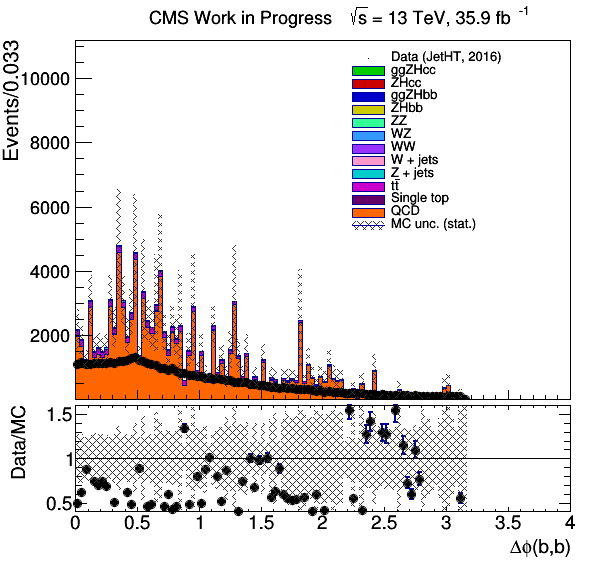 CMS Work in Progress √s = 13 TeV, 35.9 fb -1
Events/0.033
10000
8000
6000
4000
2000
0
Data (JetHT, 2016)
ggZHcc
ZHcc
ggZHbb
ZHbb
ZZ
WZ
WW
W + jets
Z + jets
tt̄
Single top
QCD
MC unc. (stat.)
Data/MC
1.5
1
0.5
0 0.5 1 1.5 2 2.5 3 3.5 4
Δϕ(b,b)